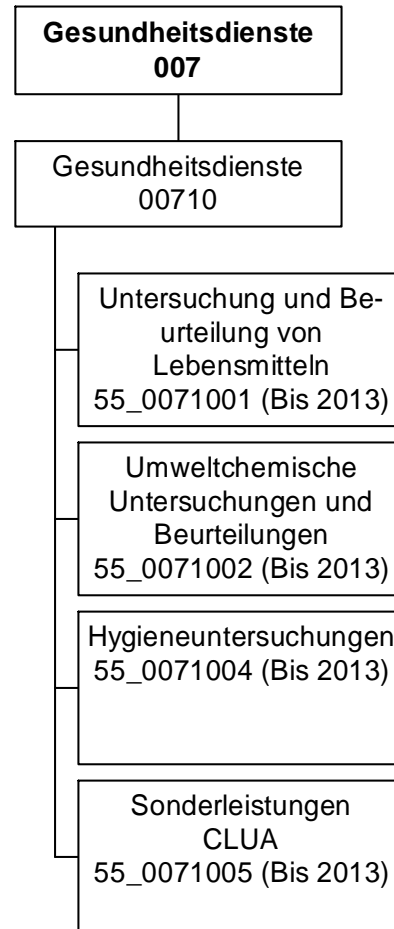 Gesundheitsdienste
007
Gesundheitsdienste
00710
Untersuchung und Be-
urteilung von
Lebensmitteln
55_0071001 (Bis 2013)
Umweltchemische
Untersuchungen und
Beurteilungen
55_0071002 (Bis 2013)
Hygieneuntersuchungen
55_0071004 (Bis 2013)
Sonderleistungen
CLUA
55_0071005 (Bis 2013)